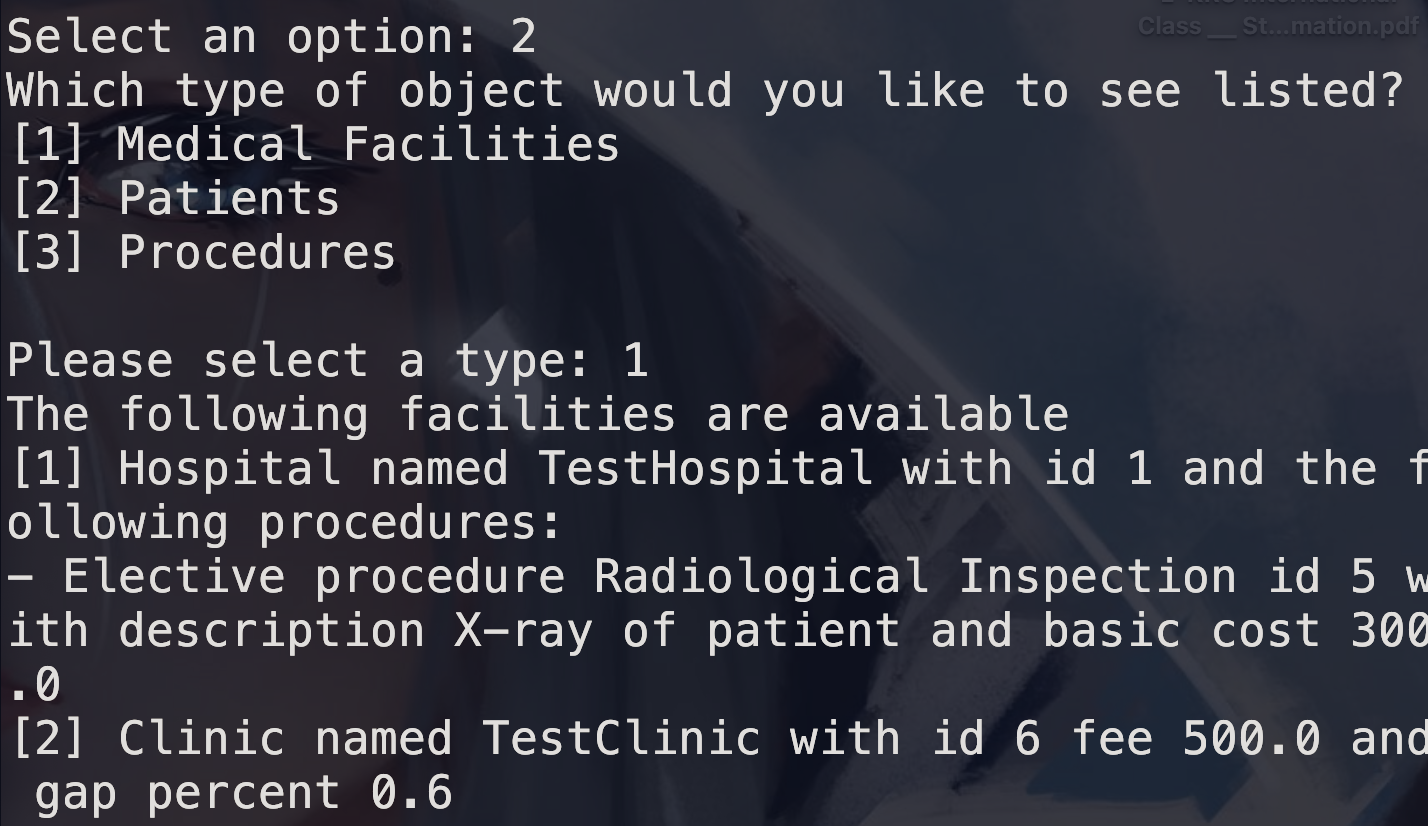 Class __ St...mation.pdf
Select an option: 2
Which type of object would you like to see listed?
[1] Medical Facilities
[2] Patients
[3] Procedures
Please select a type: 1
The following facilities are available
[1] Hospital named TestHospital with id 1 and the f
ollowing procedures:
– Elective procedure Radiological Inspection id 5 w
ith description X–ray of patient and basic cost 300
.0
[2] Clinic named TestClinic with id 6 fee 500.0 and
gap percent 0.6